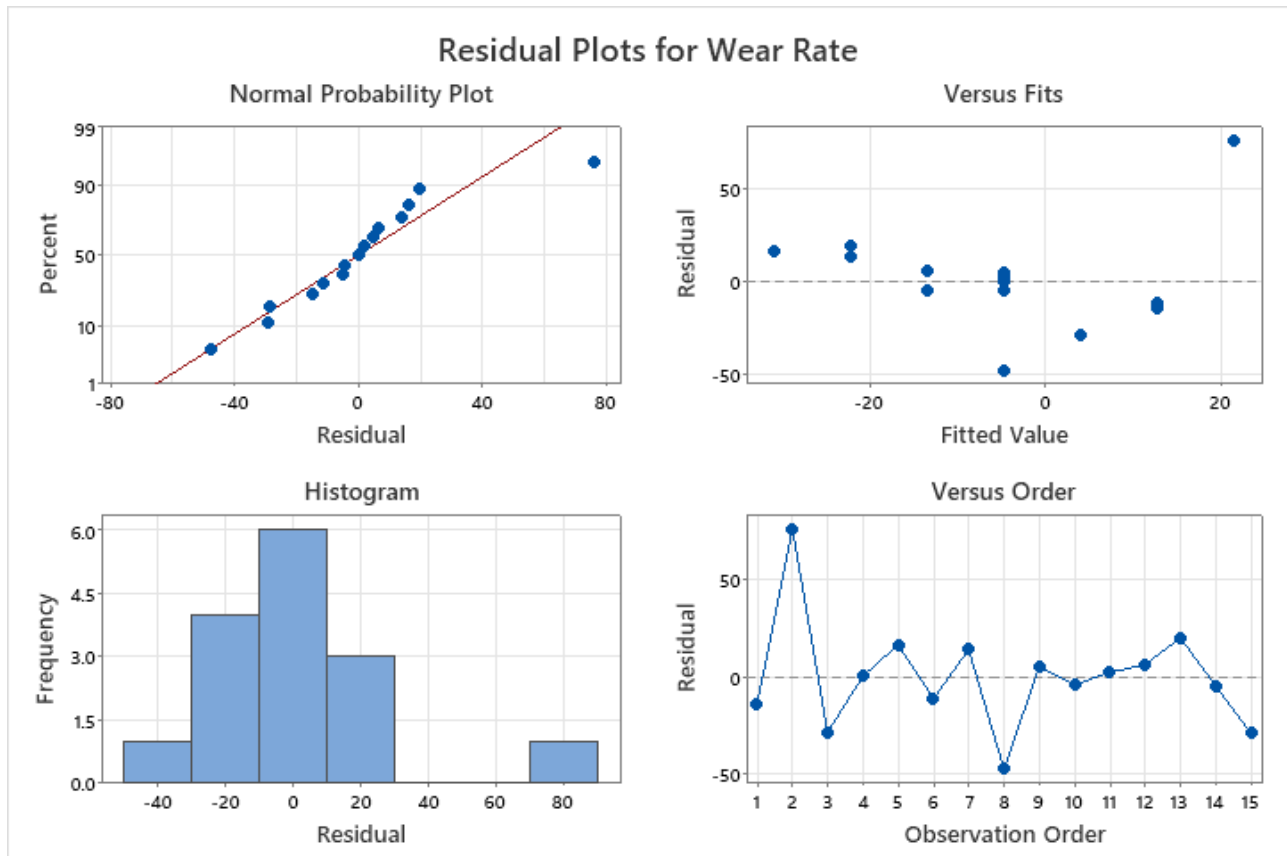 Residual Plots for Wear Rate
Normal Probability Plot
99
90
50
10
1
Percent
-80 -40 0 40 80
Residual
Versus Fits
50
0
-50
Residual
-20 0 20
Fitted Value
Histogram
6.0
4.5
3.0
1.5
0.0
Frequency
-40 -20 0 20 40 60 80
Residual
Versus Order
50
0
-50
Residual
1 2 3 4 5 6 7 8 9 10 11 12 13 14 15
Observation Order